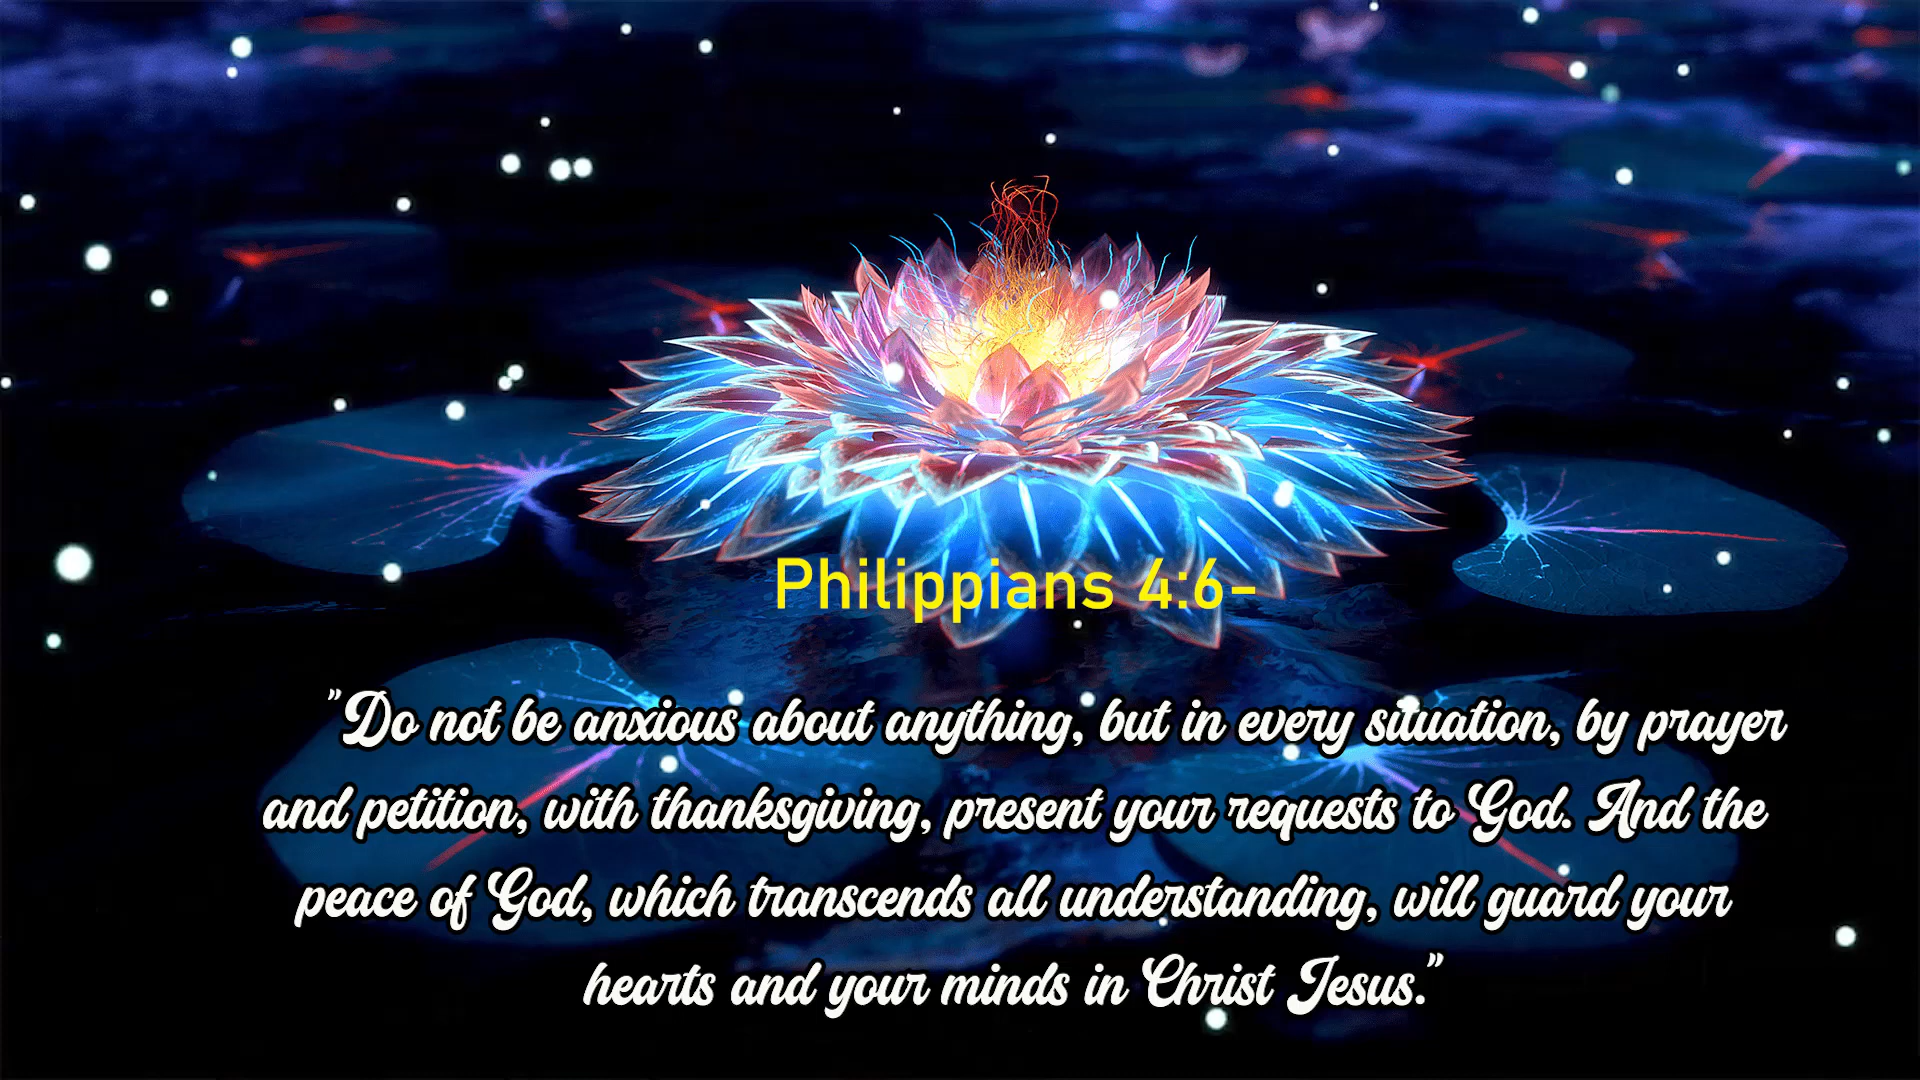 Philippians 4:6-
"Do not be anxious about anything, but in every situation, by prayer
and petition, with thanksgiving, present your requests to God. And the
peace of God, which transcends all understanding, will guard your
hearts and your minds in Christ Jesus."